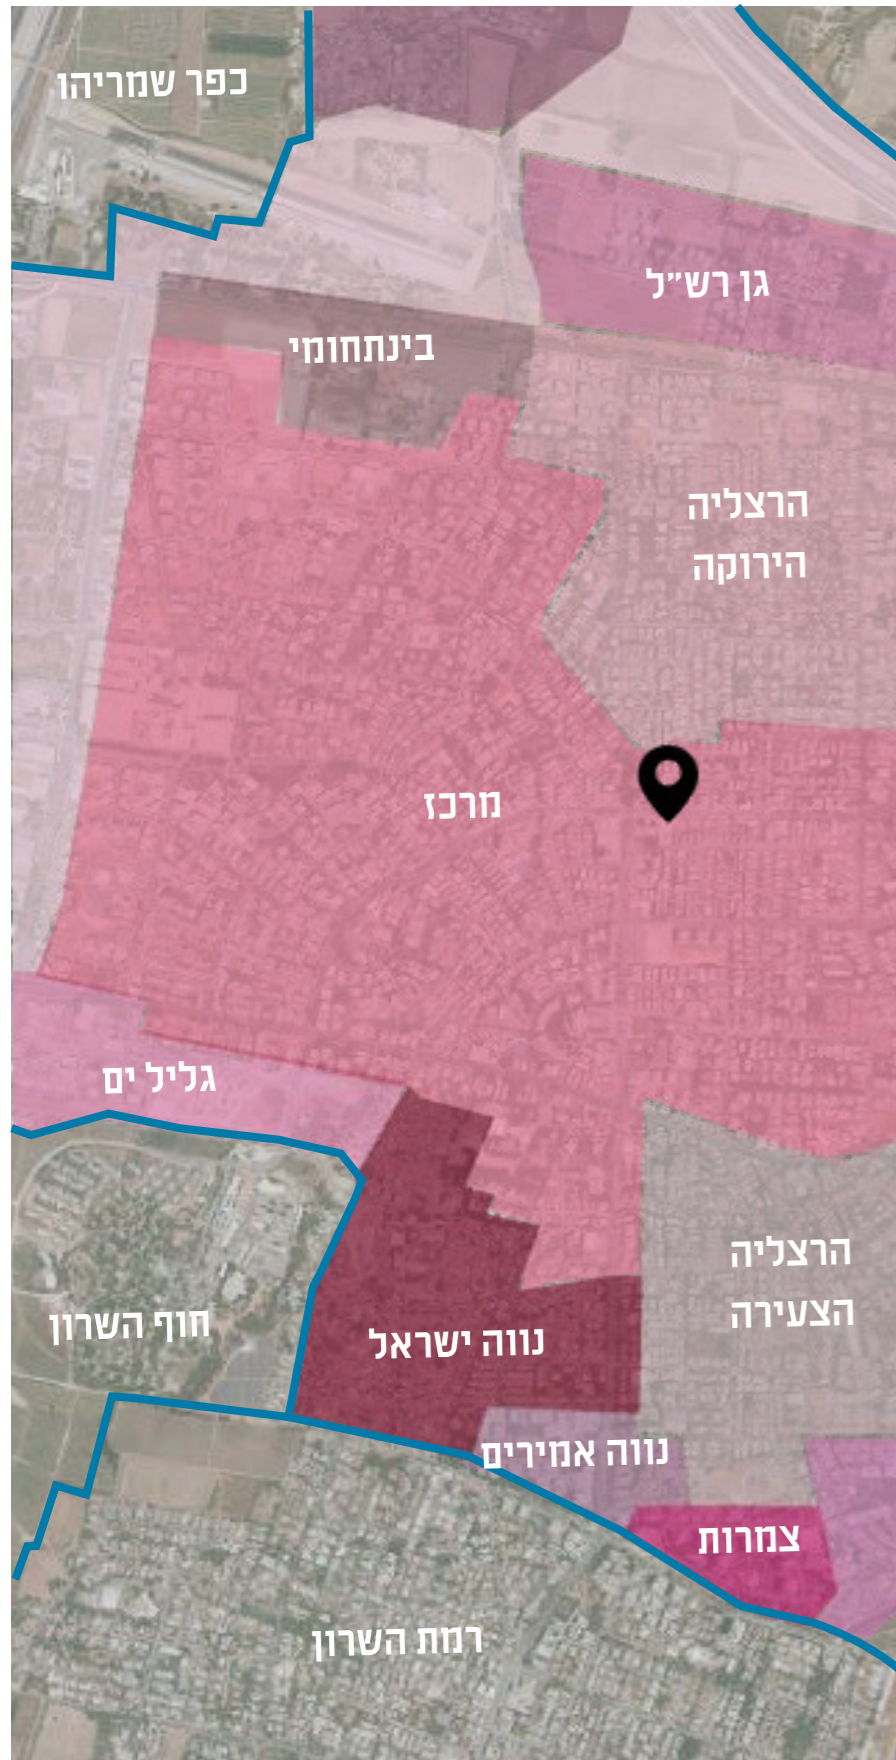 כפר שמריהו
גן רש״ל
בינתחומי
הרצליה
הירוקה
מרכז
גליל ים
הרצליה
הצעירה
חוף השרון
נווה ישראל
נווה אמירים
צמרות
רמת השרון